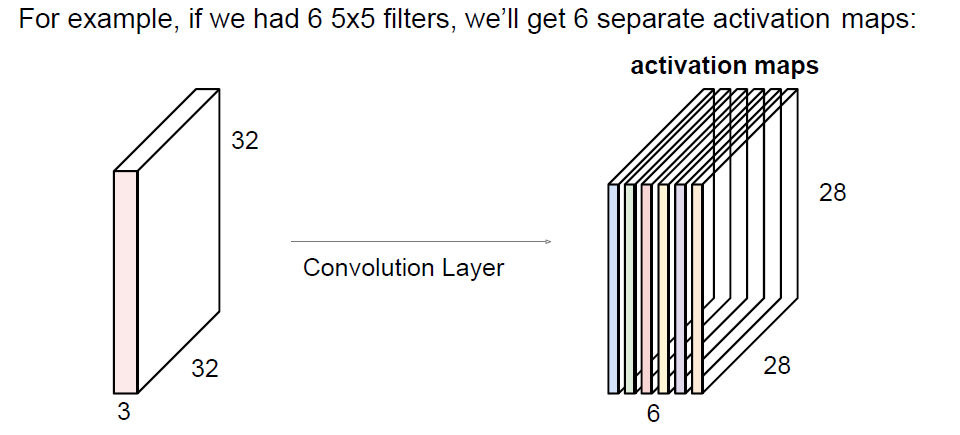 For example, if we had 6 5x5 filters, we’ll get 6 separate activation maps:
activation maps
32
28
Convolution Layer
32
28
3
6